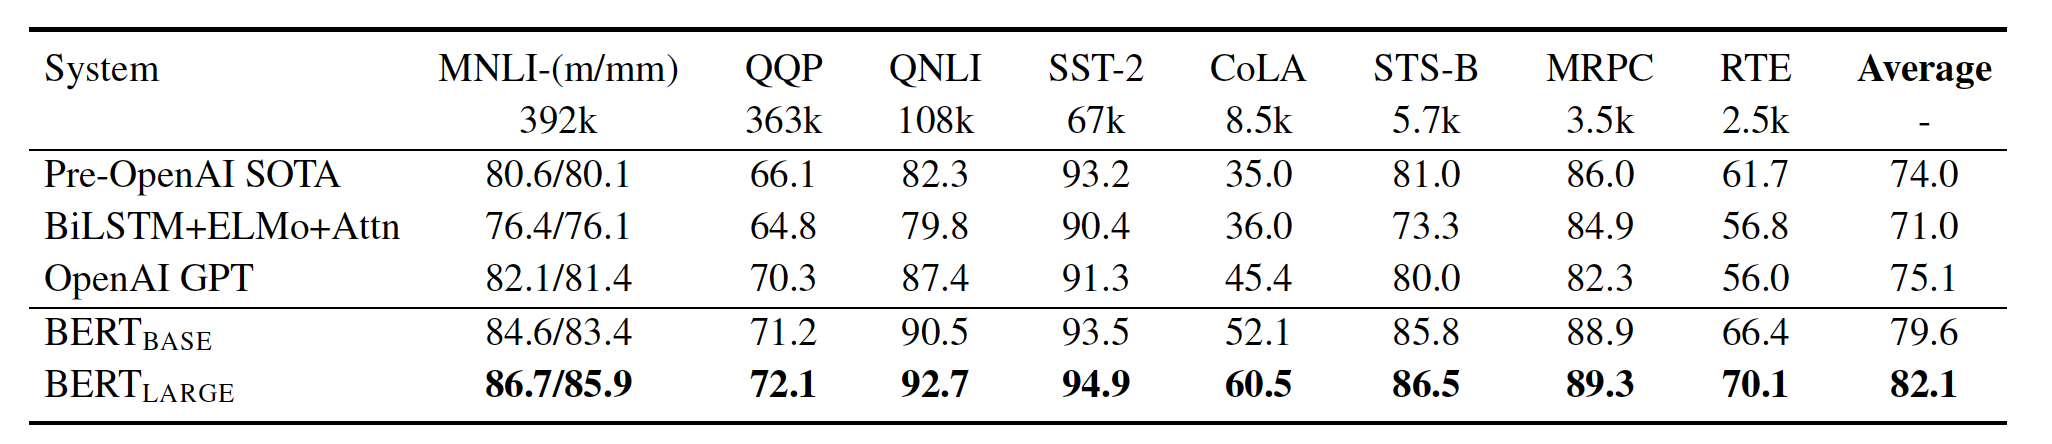 System MNLI-(m/mm) QQP QNLI SST-2 CoLA STS-B MRPC RTE Average
392k 363k 108k 67k 8.5k 5.7k 3.5k 2.5k -
Pre-OpenAI SOTA 80.6/80.1 66.1 82.3 93.2 35.0 81.0 86.0 61.7 74.0
BiLSTM+ELMo+Attn 76.4/76.1 64.8 79.8 90.4 36.0 73.3 84.9 56.8 71.0
OpenAI GPT 82.1/81.4 70.3 87.4 91.3 45.4 80.0 82.3 56.0 75.1
BERTBASE 84.6/83.4 71.2 90.5 93.5 52.1 85.8 88.9 66.4 79.6
BERTLARGE 86.7/85.9 72.1 92.7 94.9 60.5 86.5 89.3 70.1 82.1